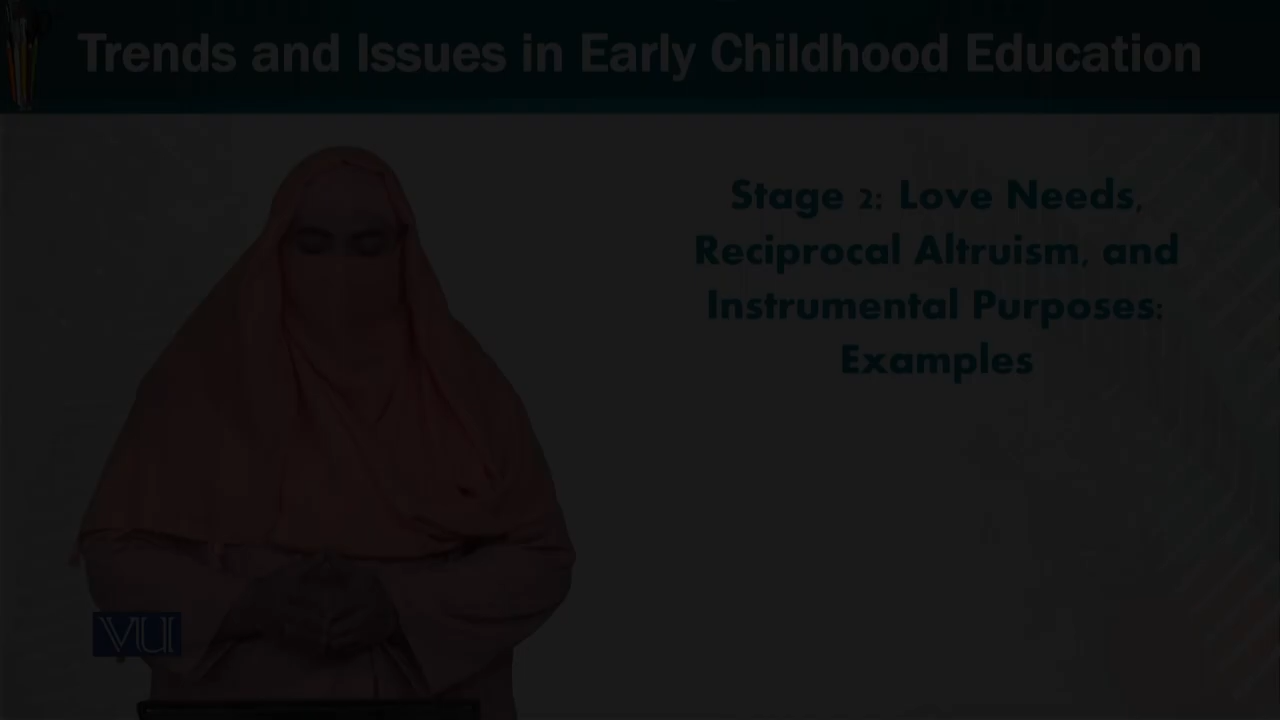 Trends and Issues in Early Childhood Education
Stage 2: Love Needs,
Reciprocal Altruism, and
Instrumental Purposes:
Examples
VU